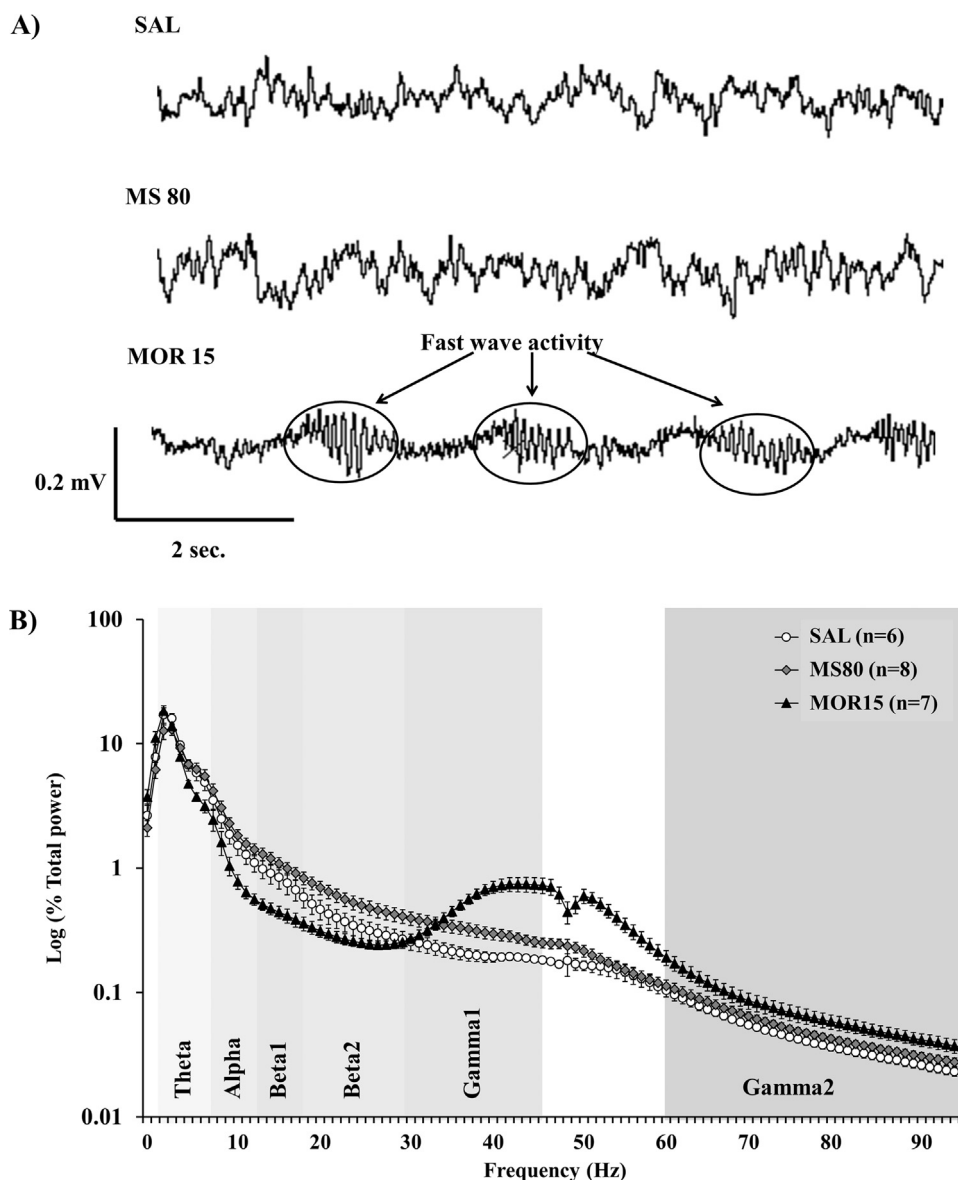 A)
SAL
MS 80
MOR 15
Fast wave activity
0.2 mV
2 sec.
B)
Log (% Total power)
100
10
1
0.1
0.01
SAL (n=6)
MS80 (n=8)
MOR15 (n=7)
Theta
Alpha
Beta1
Beta2
Gamma1
Gamma2
0 10 20 30 40 50 60 70 80 90
Frequency (Hz)